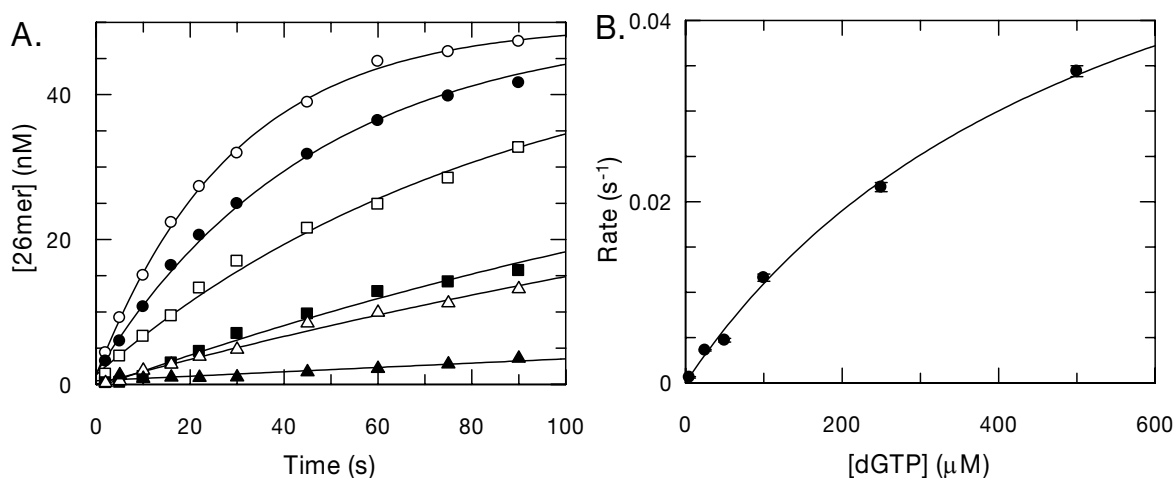 A.
[26mer] (nM)
40
20
0
0 20 40 60 80 100
Time (s)
B.
Rate (s⁻¹)
0.04
0.02
0
0 200 400 600
[dGTP] (μM)